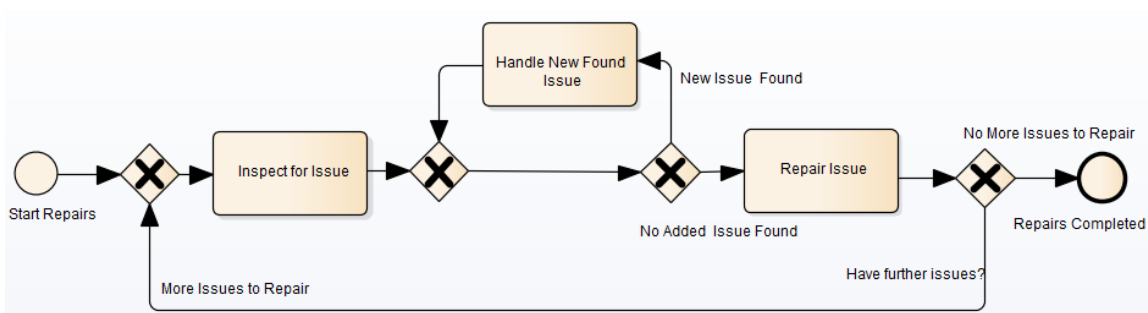 Handle New Found
Issue
New Issue  Found
No More Issues to Repair
Inspect for Issue
Repair Issue
Start Repairs
No Added  Issue Found
Repairs Completed
Have further issues?
More Issues to Repair